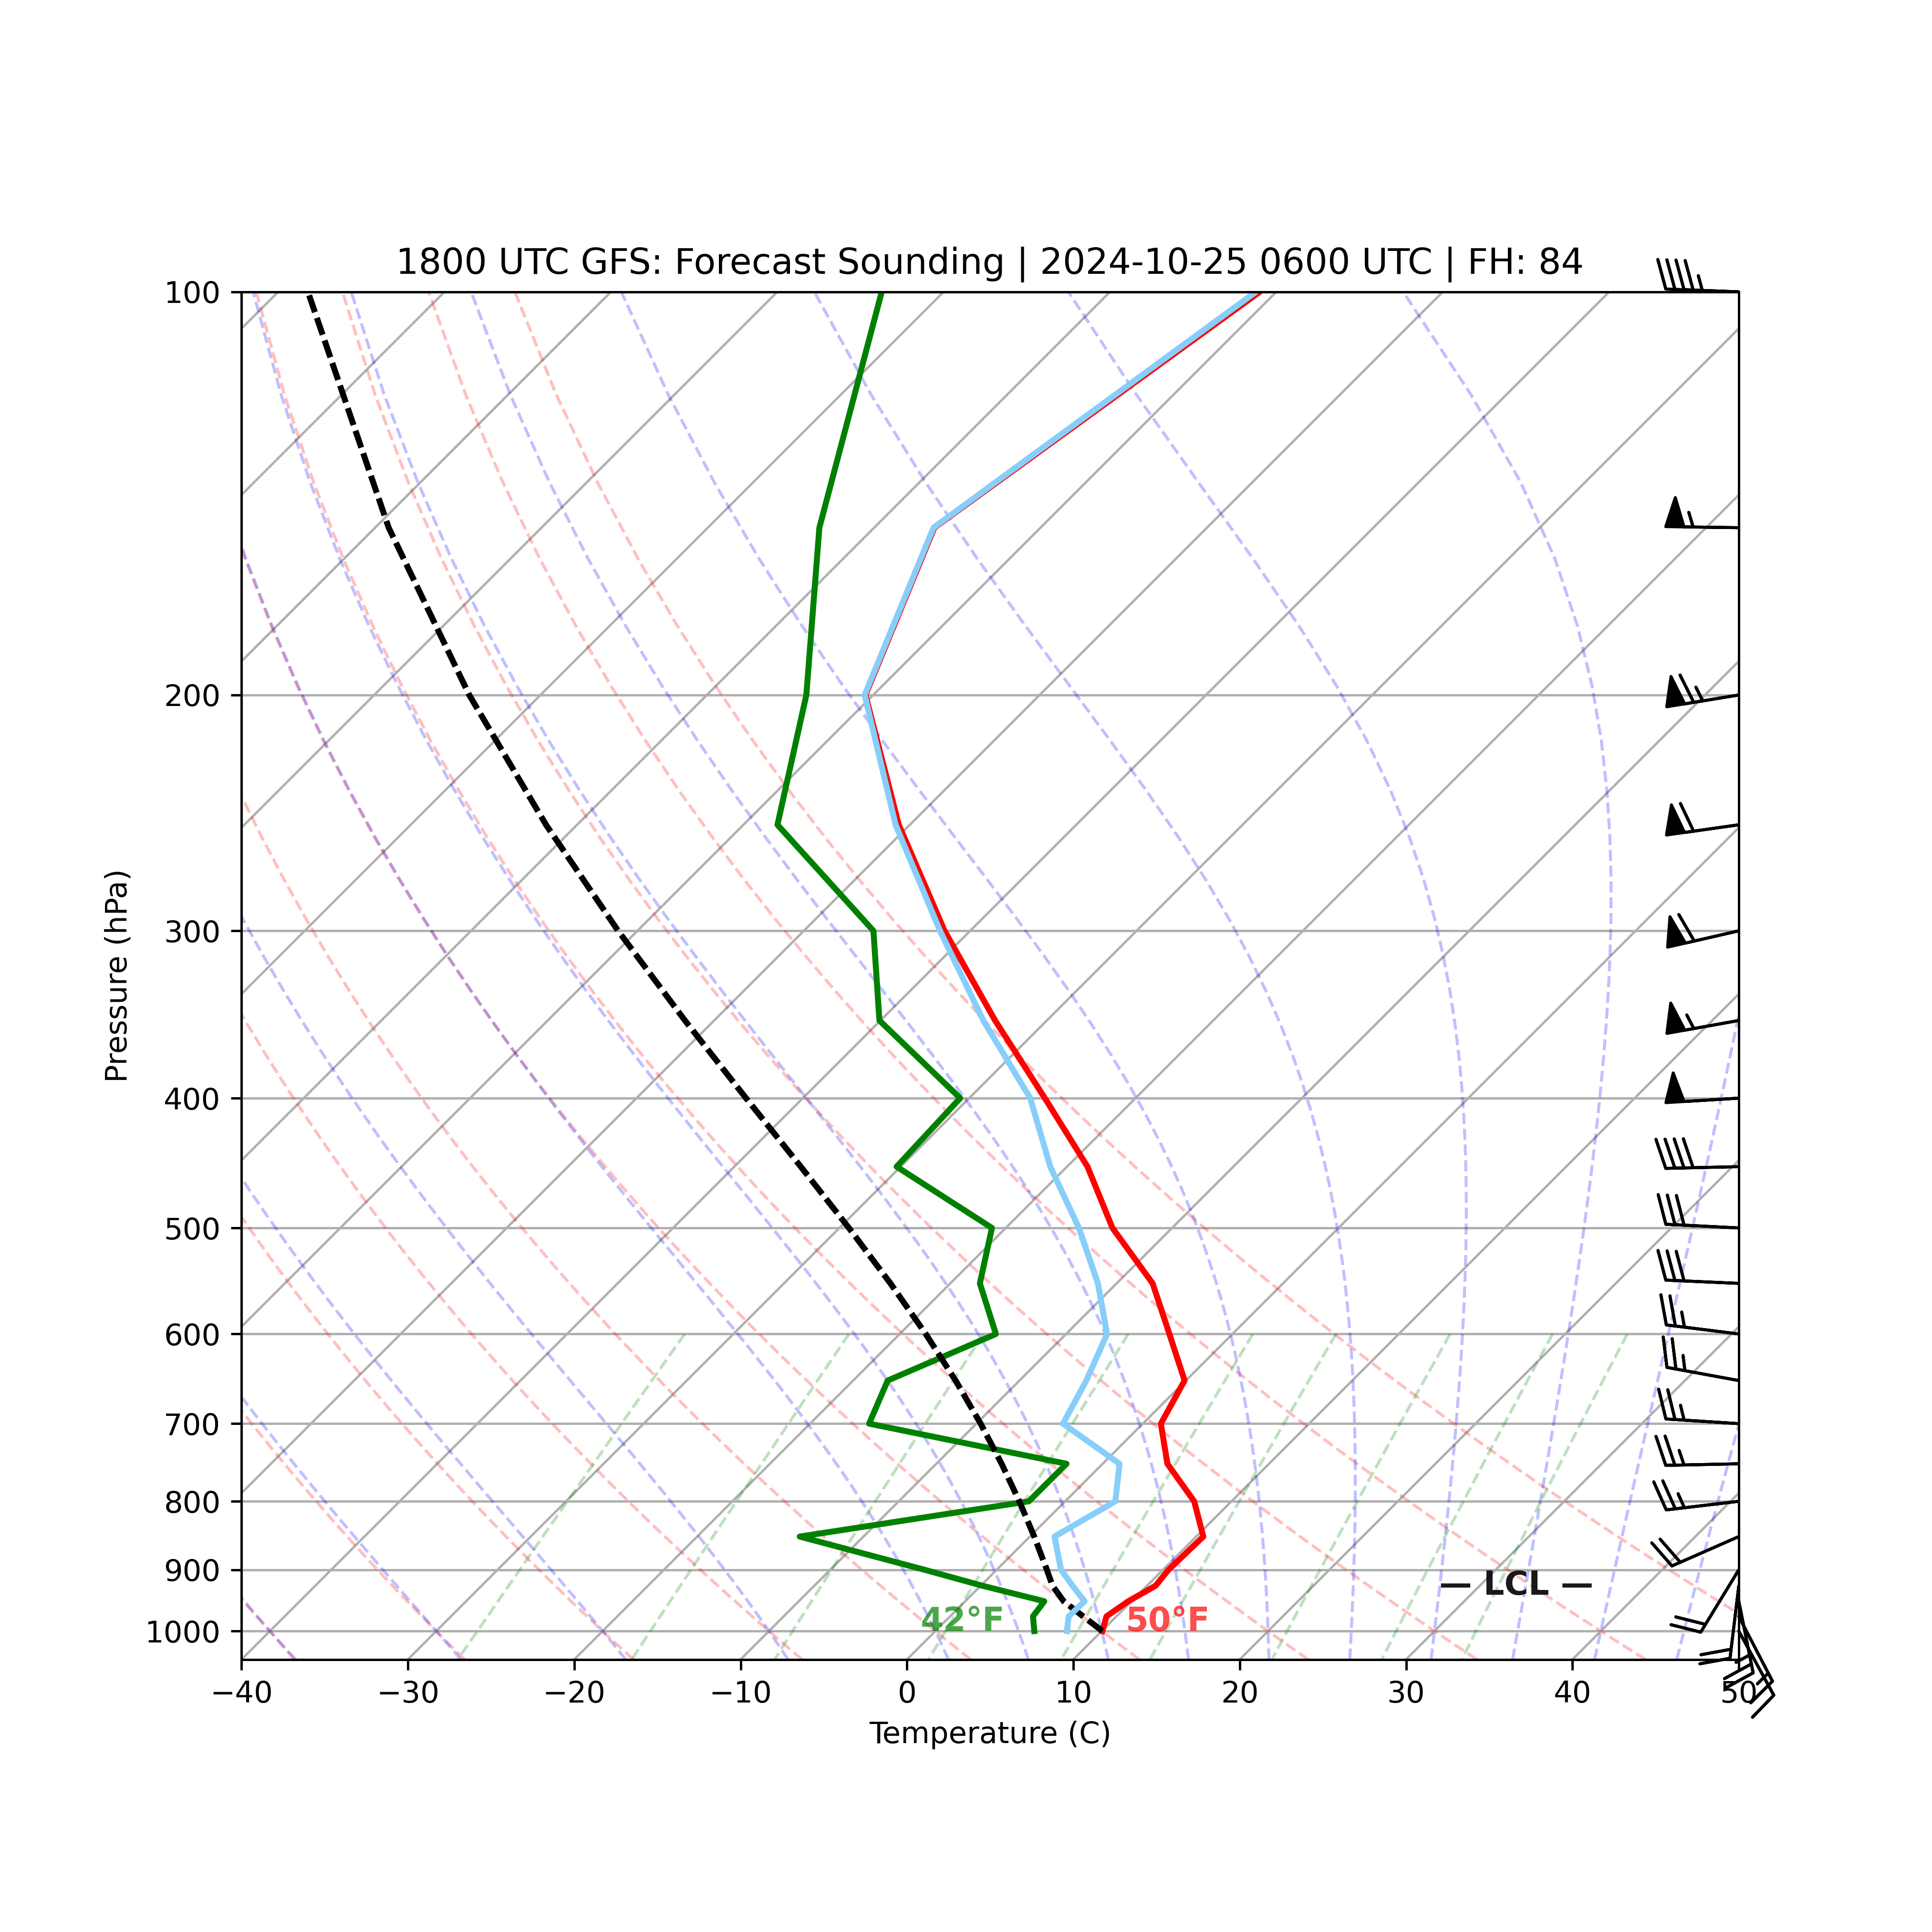 1800 UTC GFS: Forecast Sounding | 2024-10-25 0600 UTC | FH: 84
100
200
300
400
500
600
700
800
900
1000
Pressure (hPa)
— LCL —
42°F
50°F
−40 −30 −20 −10 0 10 20 30 40 50
Temperature (C)